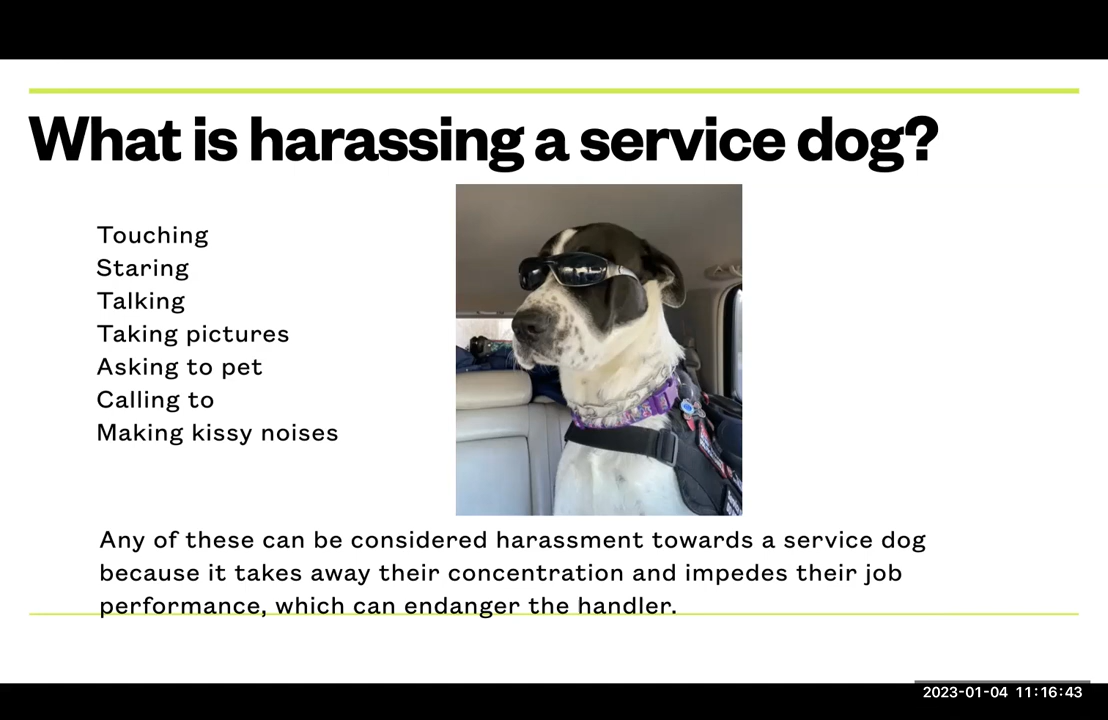 What is harassing a service dog?
Touching
Staring
Talking
Taking pictures
Asking to pet
Calling to
Making kissy noises
Any of these can be considered harassment towards a service dog
because it takes away their concentration and impedes their job
performance, which can endanger the handler.
2023-01-04 11:16:43